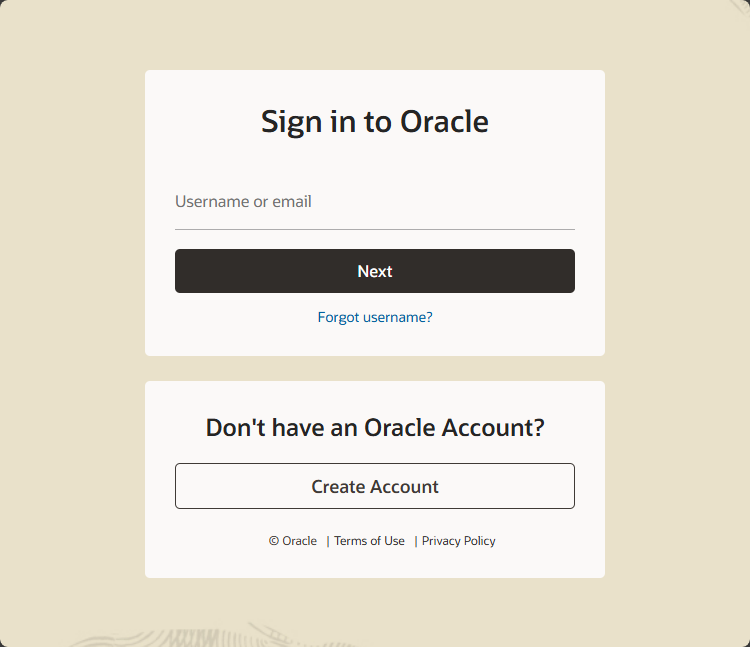 Sign in to Oracle
Username or email
Next
Forgot username?
Don't have an Oracle Account?
Create Account
© Oracle | Terms of Use | Privacy Policy